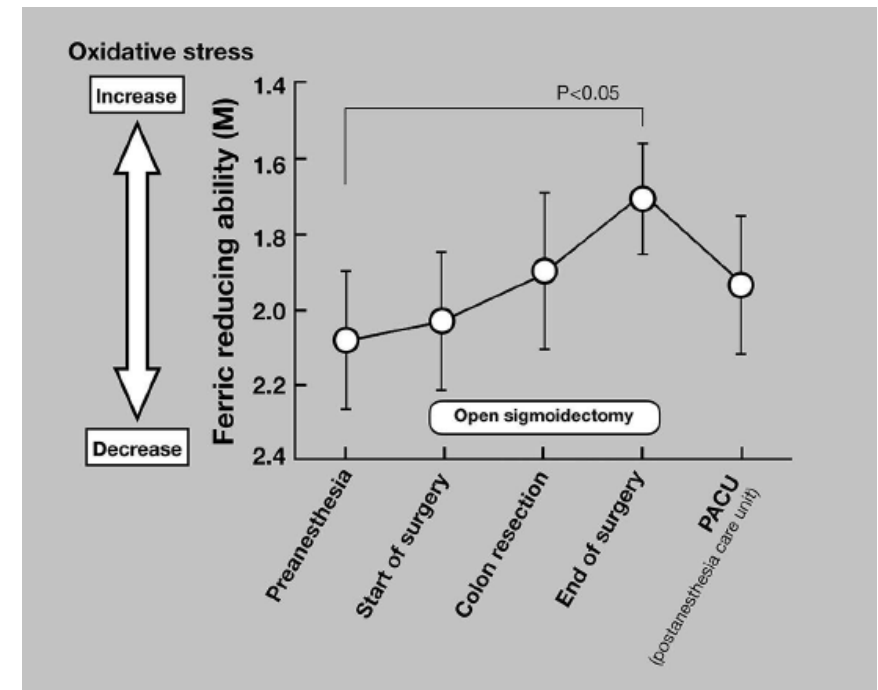 Oxidative stress
Increase
Decrease
Ferric reducing ability (M)
1.4
1.6
1.8
2.0
2.2
2.4
P<0.05
Open sigmoidectomy
Preanesthesia
Start of surgery
Colon resection
End of surgery
PACU
(postanesthesia care unit)